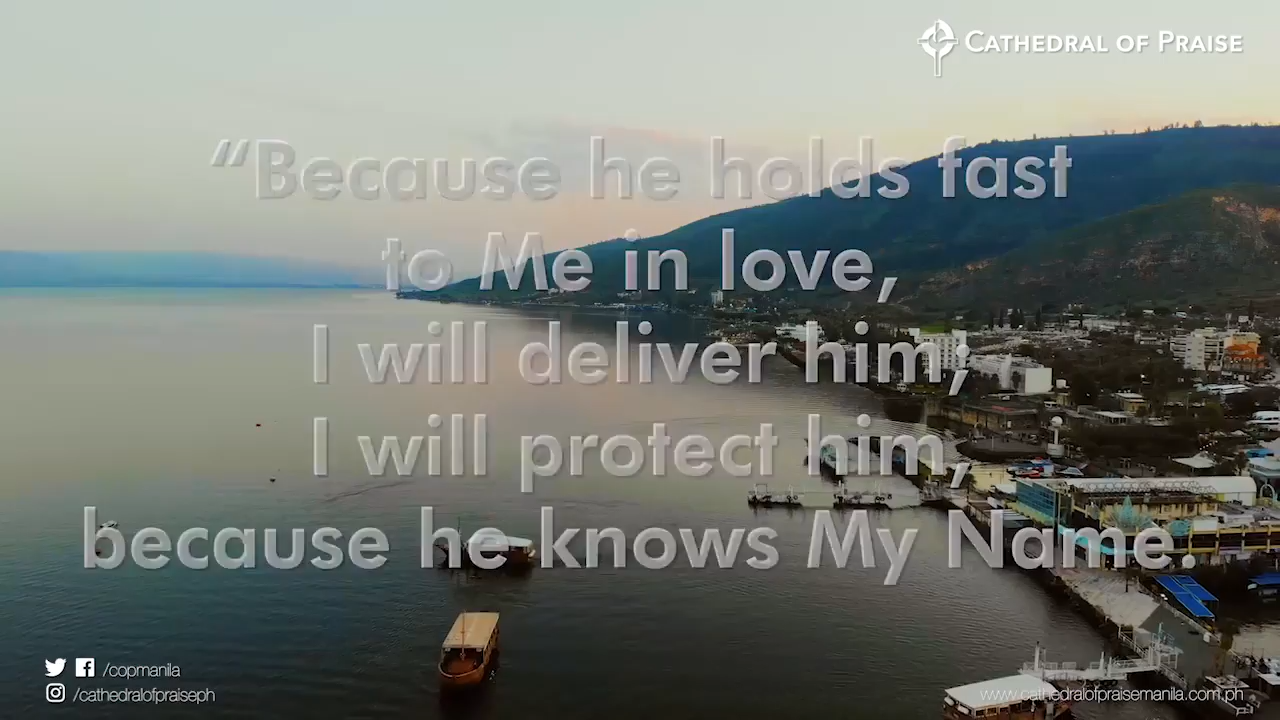 CATHEDRAL OF PRAISE
“Because he holds fast
to Me in love,
I will deliver him;
I will protect him,
because he knows My Name.
/copmanila
/cathedralofpraiseph
www.cathedralofpraisemanila.com.ph